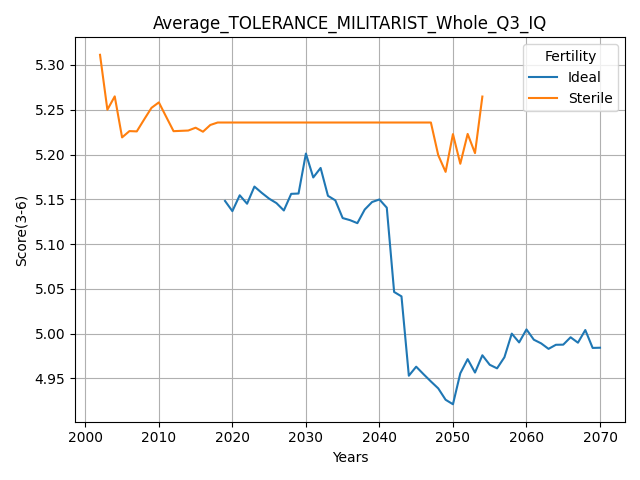 Average_TOLERANCE_MILITARIST_Whole_Q3_IQ
Fertility
Ideal
Sterile
Score(3-6)
5.30
5.25
5.20
5.15
5.10
5.05
5.00
4.95
2000 2010 2020 2030 2040 2050 2060 2070
Years